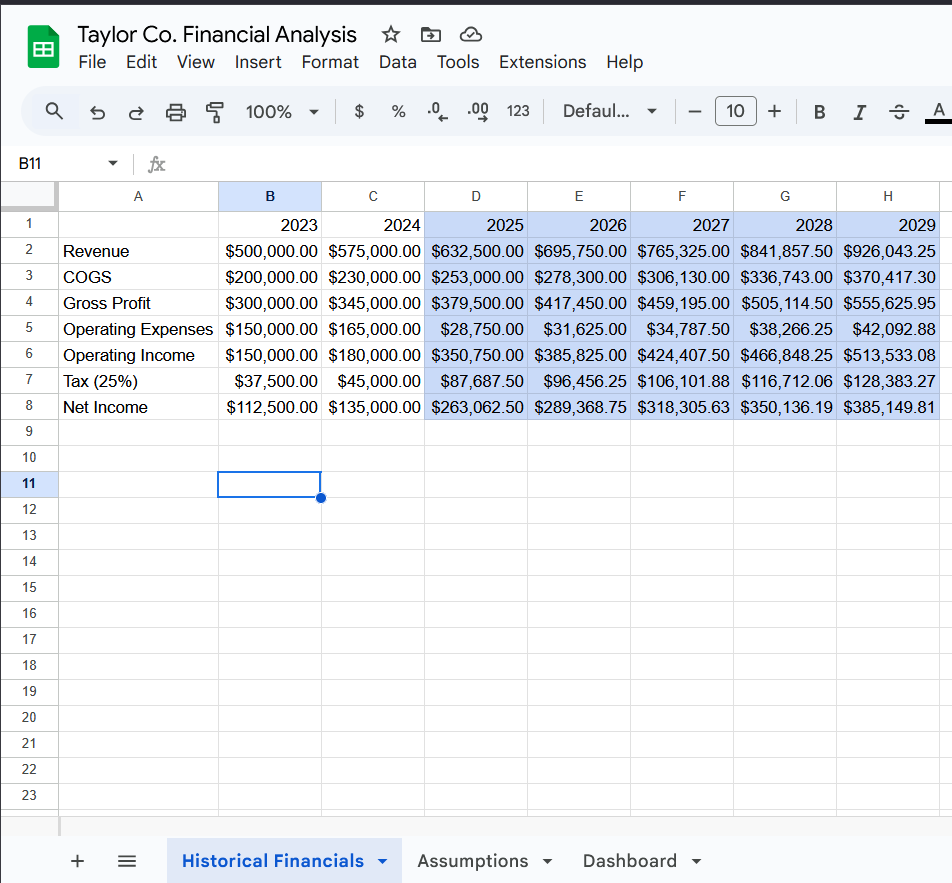 Taylor Co. Financial Analysis
File Edit View Insert Format Data Tools Extensions Help
100% $ % .0 .00 123 Defaul... 10 B I S A
B11 fx
A B C D E F G H
1 2023 2024 2025 2026 2027 2028 2029
2 Revenue $500,000.00 $575,000.00 $632,500.00 $695,750.00 $765,325.00 $841,857.50 $926,043.25
3 COGS $200,000.00 $230,000.00 $253,000.00 $278,300.00 $306,130.00 $336,743.00 $370,417.30
4 Gross Profit $300,000.00 $345,000.00 $379,500.00 $417,450.00 $459,195.00 $505,114.50 $555,625.95
5 Operating Expenses $150,000.00 $165,000.00 $28,750.00 $31,625.00 $34,787.50 $38,266.25 $42,092.88
6 Operating Income $150,000.00 $180,000.00 $350,750.00 $385,825.00 $424,407.50 $466,848.25 $513,533.08
7 Tax (25%) $37,500.00 $45,000.00 $87,687.50 $96,456.25 $106,101.88 $116,712.06 $128,383.27
8 Net Income $112,500.00 $135,000.00 $263,062.50 $289,368.75 $318,305.63 $350,136.19 $385,149.81
9
10
11
12
13
14
15
16
17
18
19
20
21
22
23
Historical Financials Assumptions Dashboard